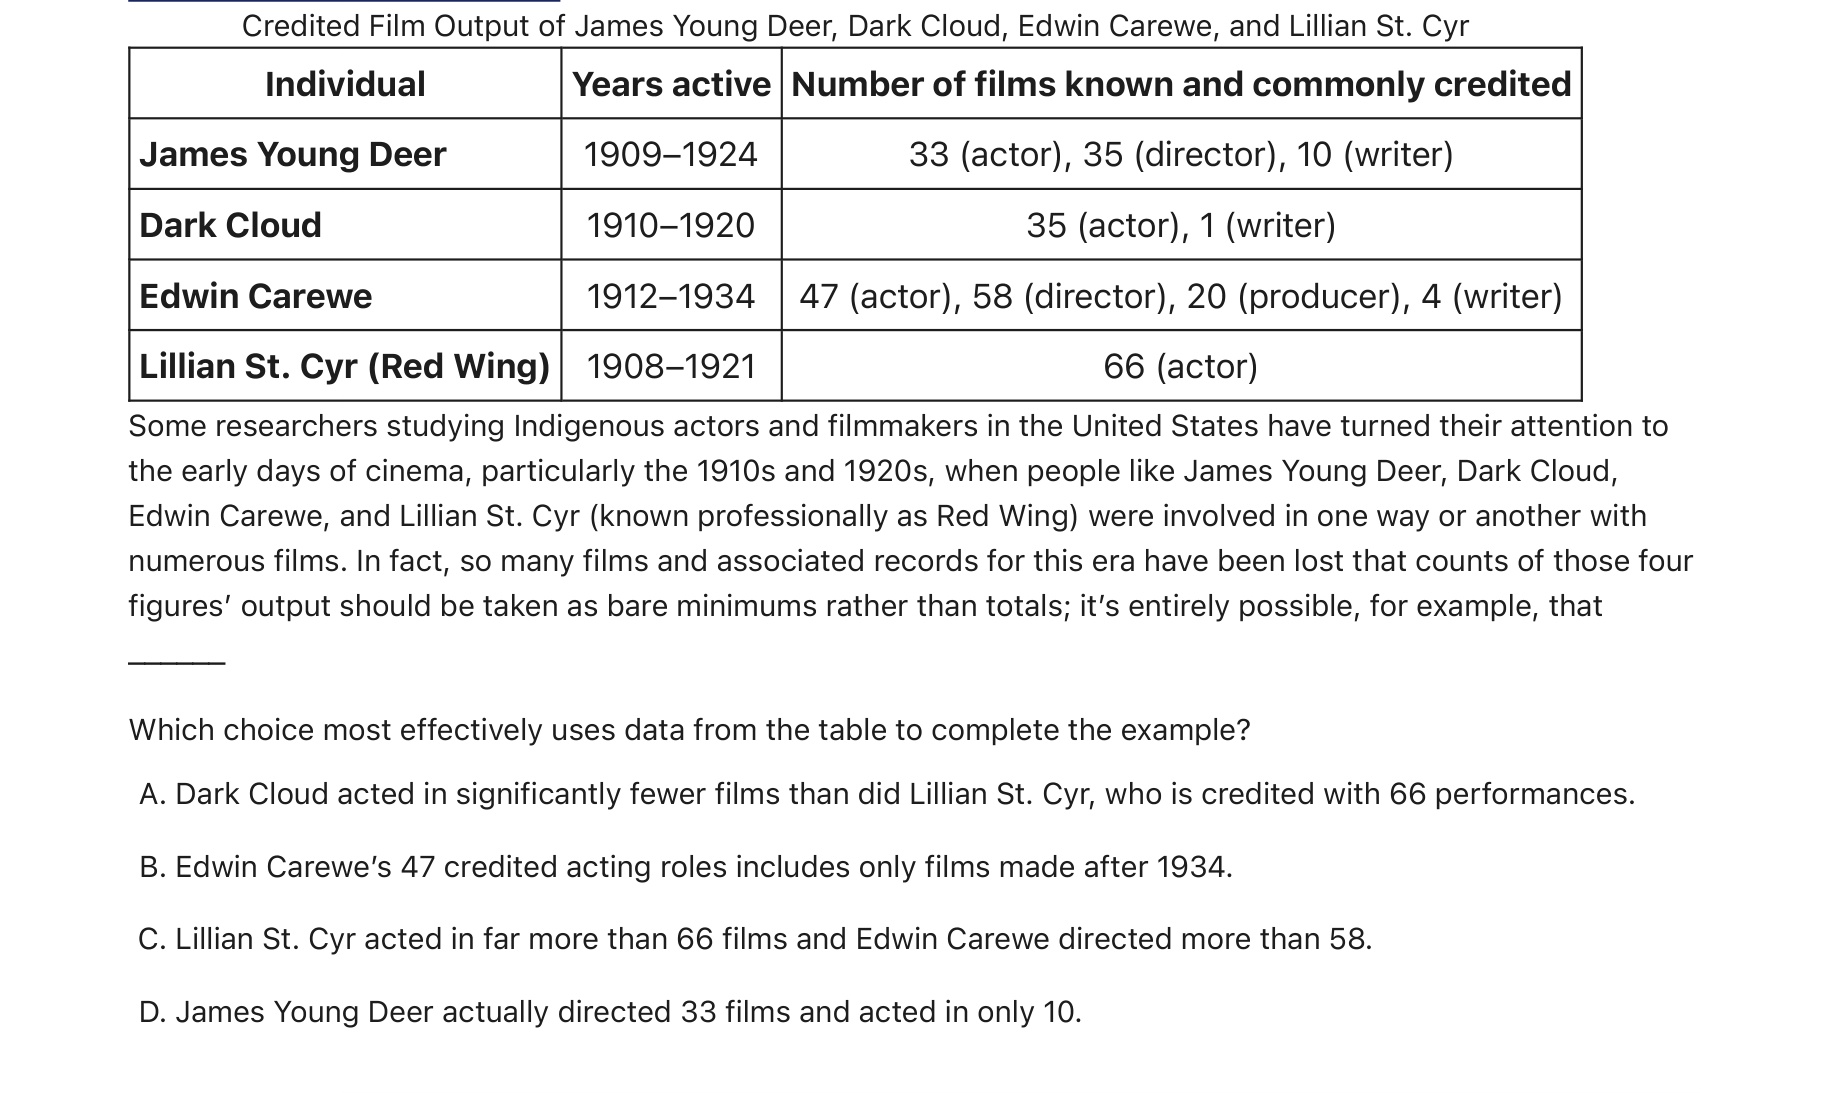 Credited Film Output of James Young Deer, Dark Cloud, Edwin Carewe, and Lillian St. Cyr
Individual Years active Number of films known and commonly credited
James Young Deer 1909–1924 33 (actor), 35 (director), 10 (writer)
Dark Cloud 1910–1920 35 (actor), 1 (writer)
Edwin Carewe 1912–1934 47 (actor), 58 (director), 20 (producer), 4 (writer)
Lillian St. Cyr (Red Wing) 1908–1921 66 (actor)
Some researchers studying Indigenous actors and filmmakers in the United States have turned their attention to
the early days of cinema, particularly the 1910s and 1920s, when people like James Young Deer, Dark Cloud,
Edwin Carewe, and Lillian St. Cyr (known professionally as Red Wing) were involved in one way or another with
numerous films. In fact, so many films and associated records for this era have been lost that counts of those four
figures’ output should be taken as bare minimums rather than totals; it’s entirely possible, for example, that
______
Which choice most effectively uses data from the table to complete the example?
A. Dark Cloud acted in significantly fewer films than did Lillian St. Cyr, who is credited with 66 performances.
B. Edwin Carewe’s 47 credited acting roles includes only films made after 1934.
C. Lillian St. Cyr acted in far more than 66 films and Edwin Carewe directed more than 58.
D. James Young Deer actually directed 33 films and acted in only 10.